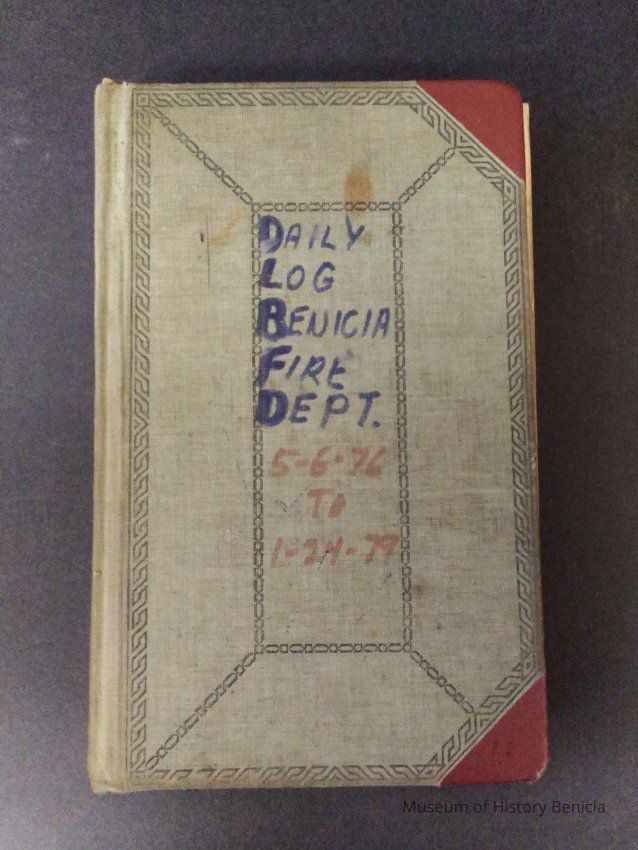 DAILY
LOG
BENICIA
FIRE
DEPT.
5-6-76
TO
1-24-79
Museum of History Benicia